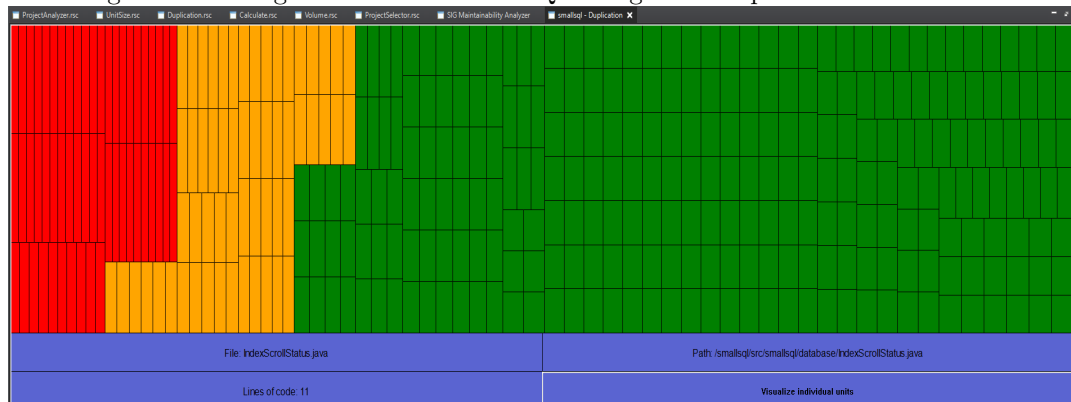 ProjectAnalyzer.rsc UnitSize.rsc Duplication.rsc Calculate.rsc Volume.rsc ProjectSelector.rsc SIG Maintainability Analyzer smallsql - Duplication
File: IndexScrollStatus.java Path: /smallsql/src/smallsql/database/IndexScrollStatus.java
Lines of code: 11 Visualize individual units